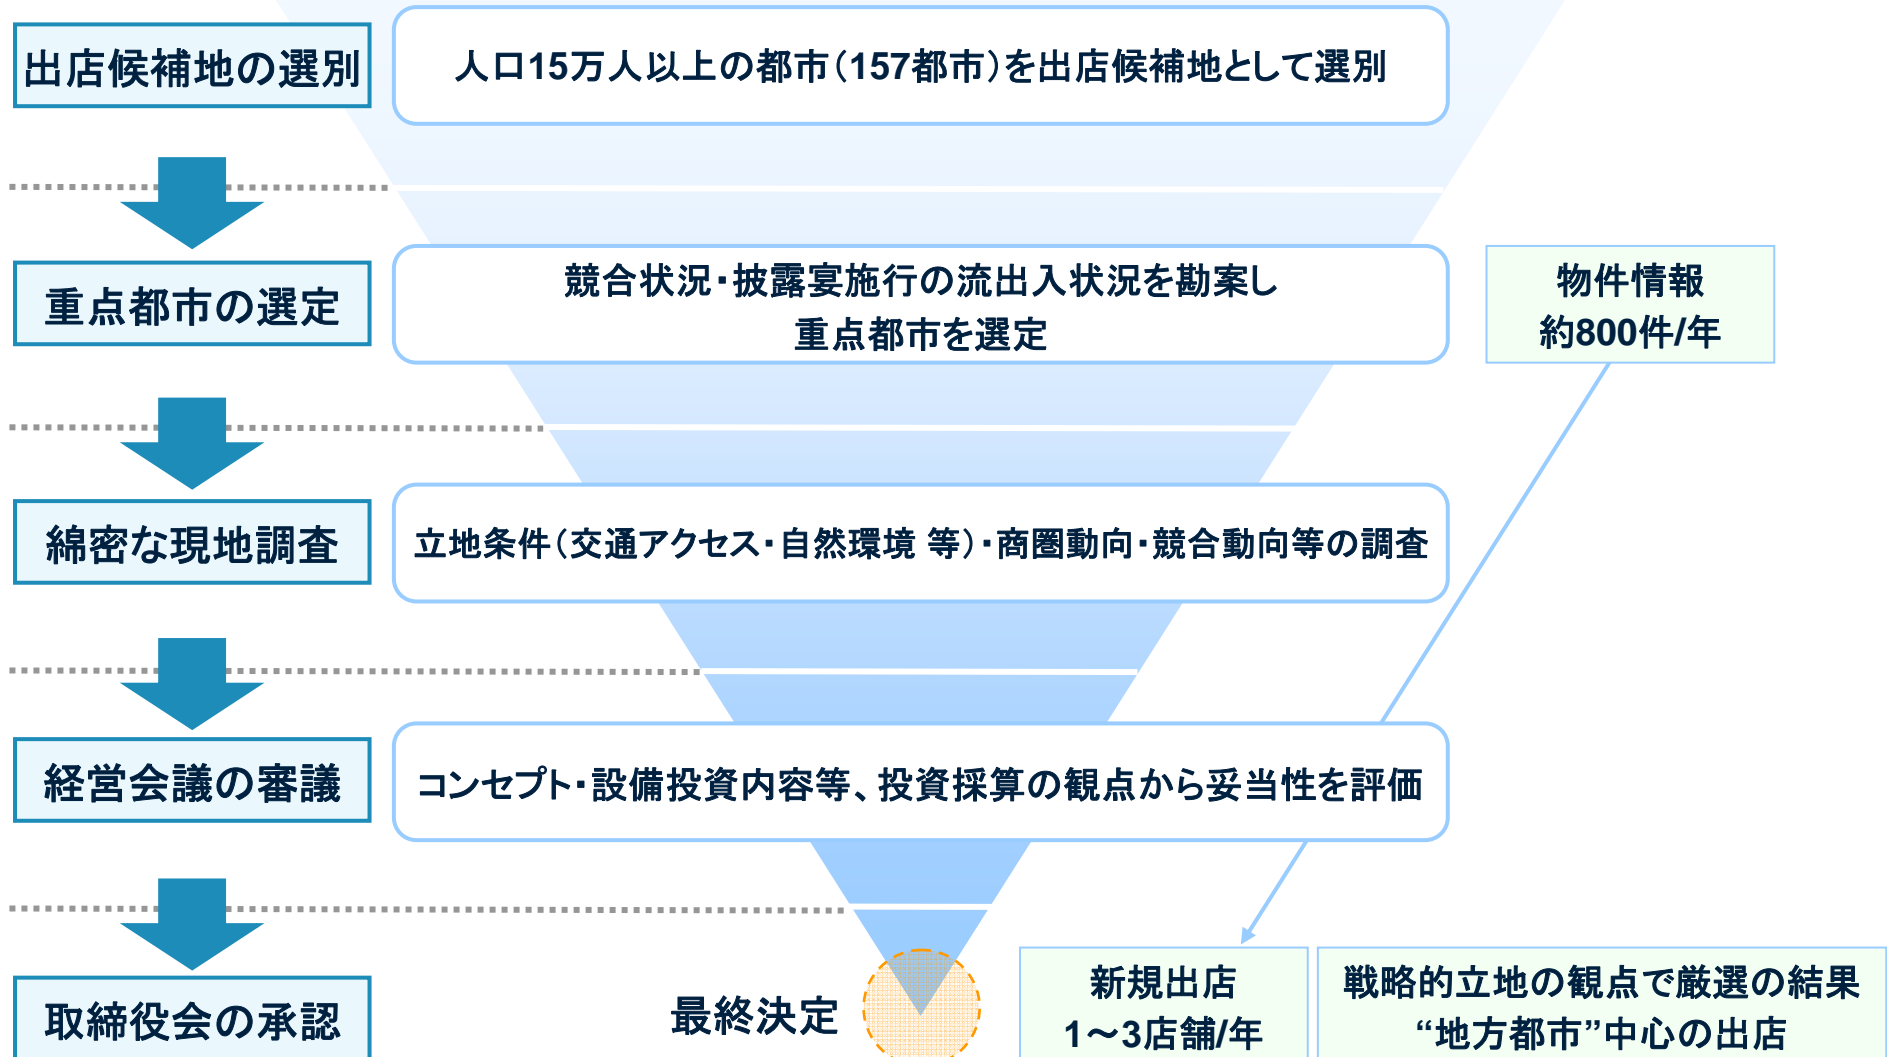 出店候補地の選別
人口15万人以上の都市（157都市）を出店候補地として選別
重点都市の選定
競合状況・披露宴施行の流出入状況を勘案し
重点都市を選定
物件情報
約800件/年
綿密な現地調査
立地条件（交通アクセス・自然環境 等）・商圏動向・競合動向等の調査
経営会議の審議
コンセプト・設備投資内容等、投資採算の観点から妥当性を評価
取締役会の承認
最終決定
新規出店
1～3店舗/年
戦略的立地の観点で厳選の結果
“地方都市”中心の出店